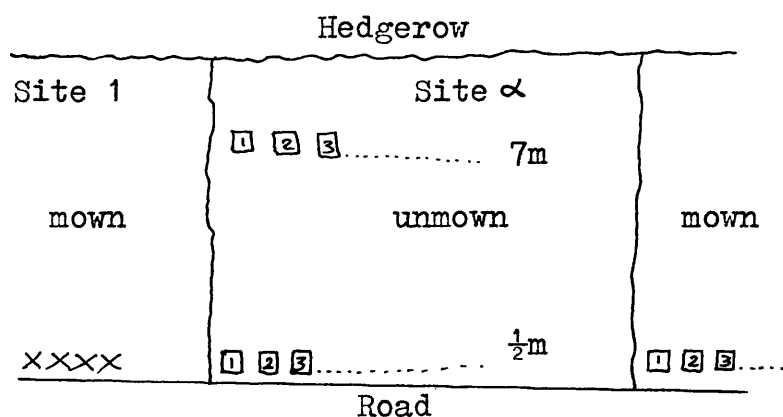 Hedgerow
Site 1 Site α
1 2 3 7m
mown unmown mown
½m
XXXX 1 2 3 1 2 3
Road